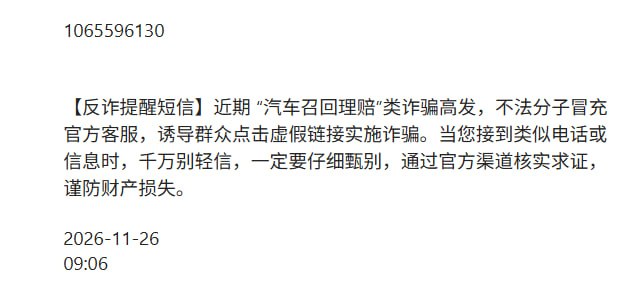 1065596130
【反诈提醒短信】近期 “汽车召回理赔”类诈骗高发，不法分子冒充
官方客服，诱导群众点击虚假链接实施诈骗。当您接到类似电话或
信息时，千万别轻信，一定要仔细甄别，通过官方渠道核实求证，
谨防财产损失。
2026-11-26
09:06